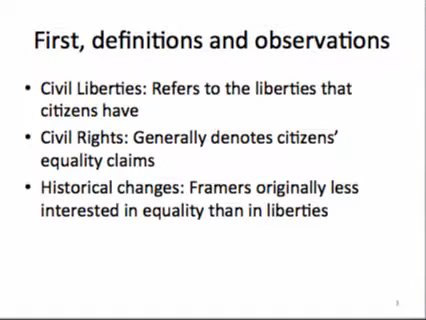 First, definitions and observations
• Civil Liberties: Refers to the liberties that
citizens have
• Civil Rights: Generally denotes citizens’
equality claims
• Historical changes: Framers originally less
interested in equality than in liberties